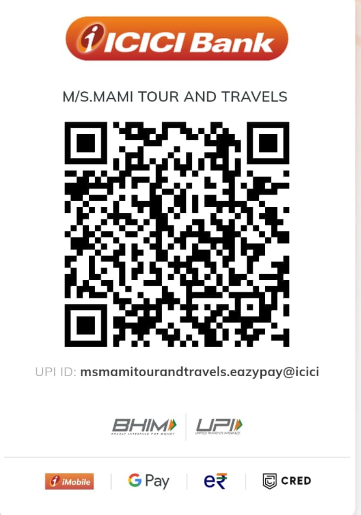 ICICI Bank
M/S.MAMI TOUR AND TRAVELS
UPI ID: msmamitourandtravels.eazypay@icici
BHIM UPI
iMobile G Pay e₹ CRED